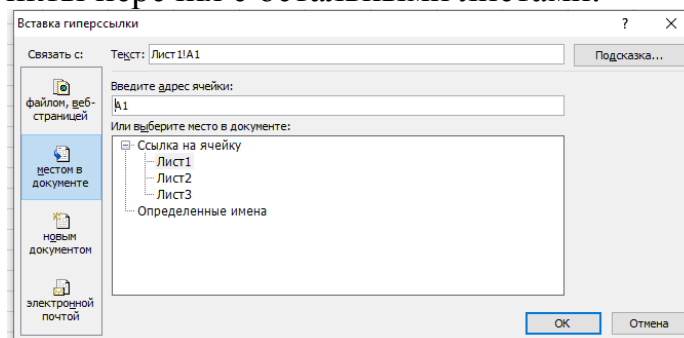 Вставка гиперссылки ? ×
Связать с: Текст: Лист1!A1 Подсказка...
файлом, веб-страницей
Введите адрес ячейки:
A1
Или выберите место в документе:
Ссылка на ячейку
Лист1
Лист2
Лист3
Определенные имена
местом в
документе
новым
документом
электронной
почтой
ОК Отмена